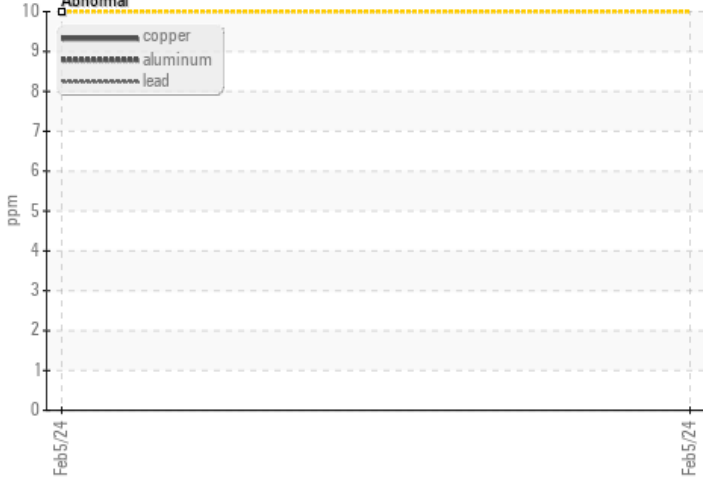 Abnormal
10
copper
9
aluminum
lead
8
7
6
ppm
5
4
3
2
1
0
Feb5/24
Feb5/24